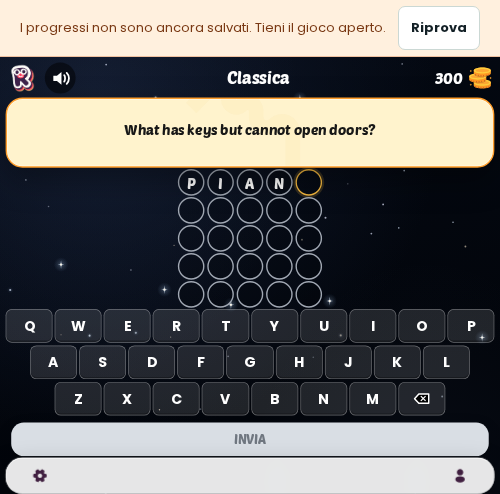 I progressi non sono ancora salvati. Tieni il gioco aperto.
Riprova
Classica
300
What has keys but cannot open doors?
P I A N
Q W E R T Y U I O P
A S D F G H J K L
Z X C V B N M
INVIA